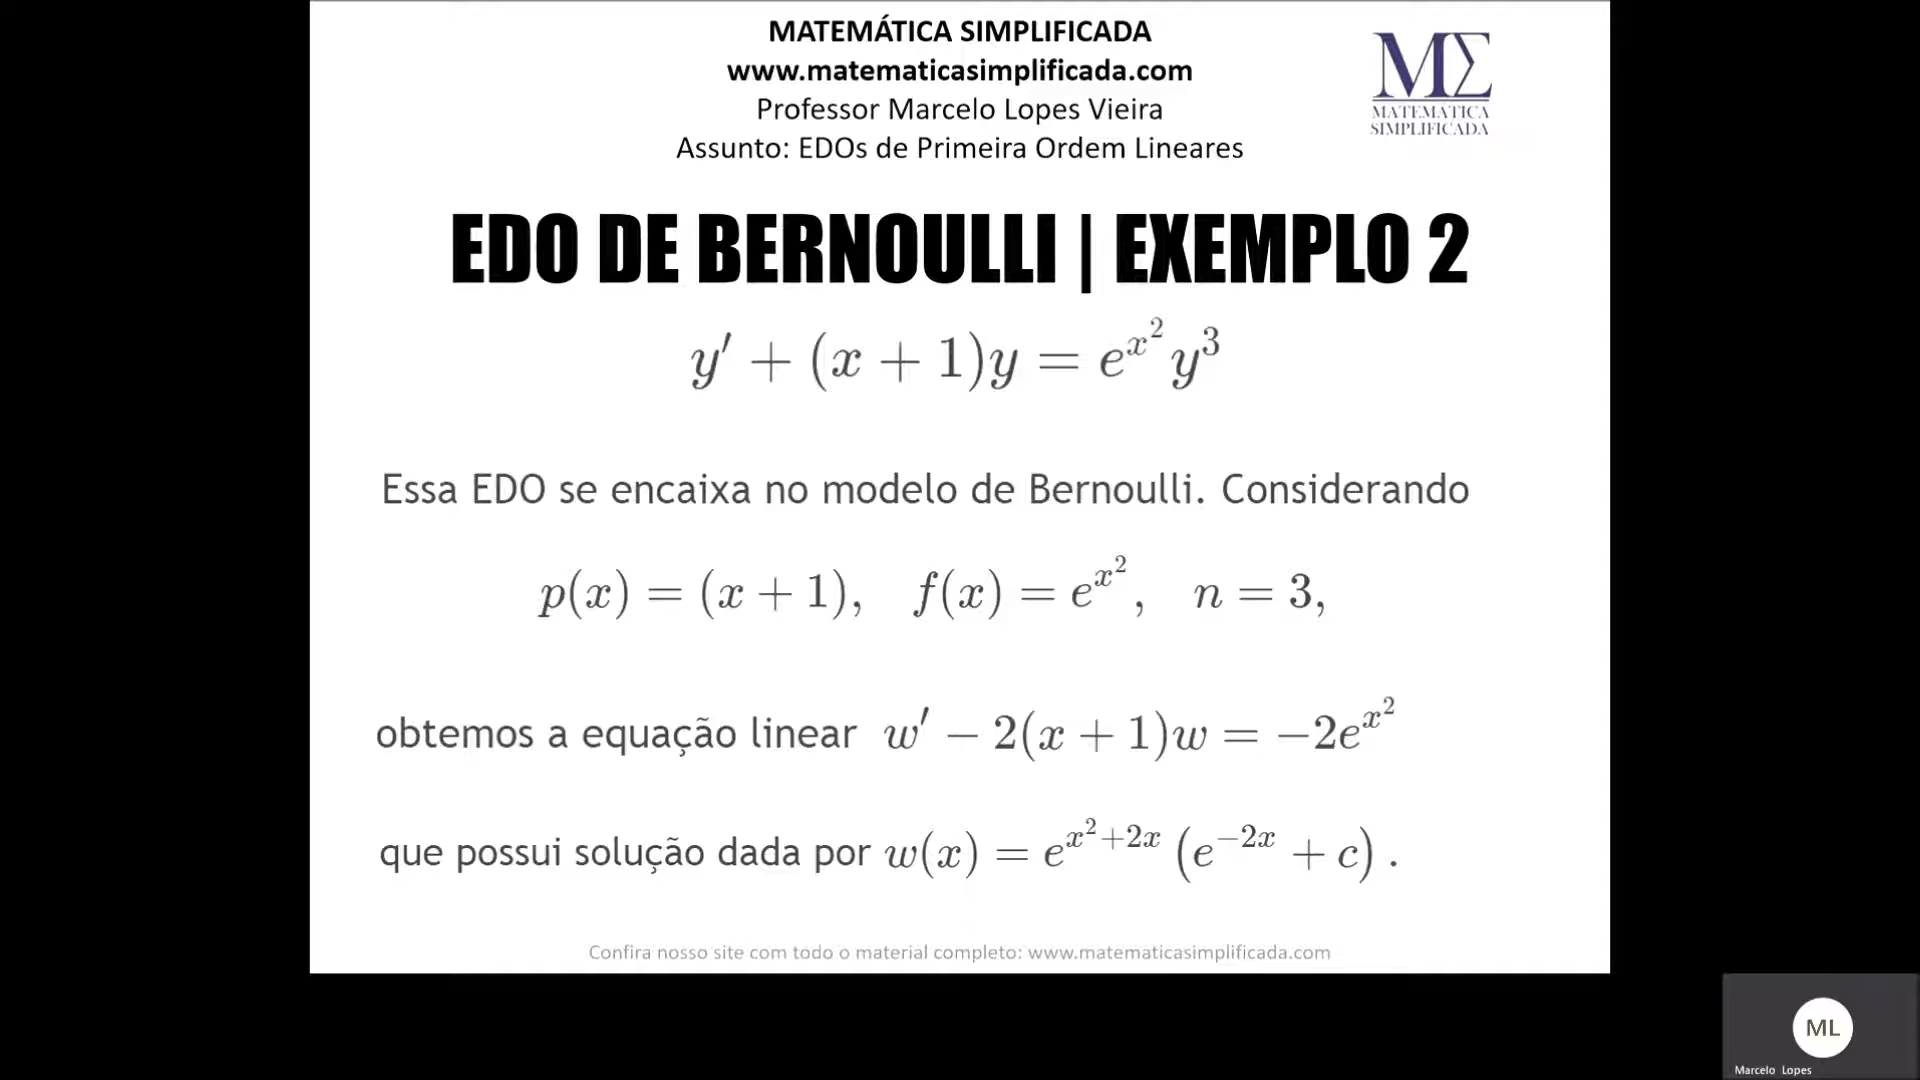 MATEMÁTICA SIMPLIFICADA
www.matematicasimplificada.com
Professor Marcelo Lopes Vieira
Assunto: EDOs de Primeira Ordem Lineares
MΣ
MATEMÁTICA
SIMPLIFICADA
EDO DE BERNOULLI | EXEMPLO 2
y′ + (x + 1)y = e^{x^2} y^3
Essa EDO se encaixa no modelo de Bernoulli. Considerando
p(x) = (x + 1), f(x) = e^{x^2}, n = 3,
obtemos a equação linear w′ − 2(x + 1)w = −2e^{x^2}
que possui solução dada por w(x) = e^{x^2+2x} (e^{−2x} + c) .
Confira nosso site com todo o material completo: www.matematicasimplificada.com
ML
Marcelo Lopes